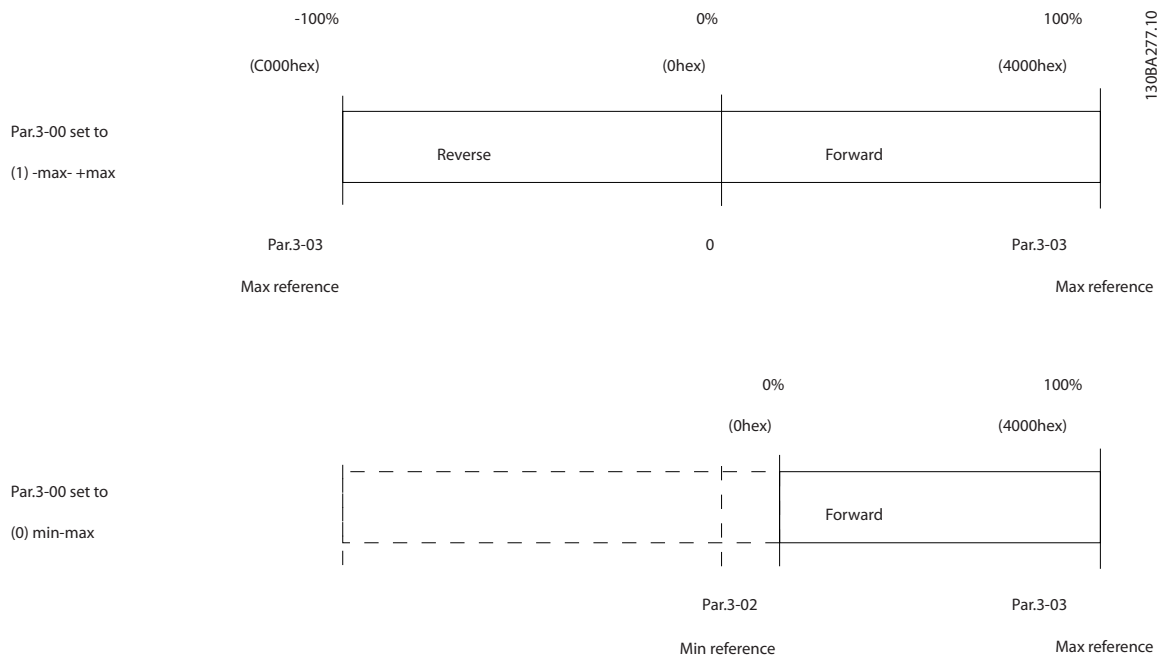 -100% 0% 100%
(C000hex) (0hex) (4000hex)
130BA277.10
Par.3-00 set to
(1) -max- +max
Reverse Forward
Par.3-03 0 Par.3-03
Max reference Max reference
0% 100%
(0hex) (4000hex)
Par.3-00 set to
(0) min-max
Forward
Par.3-02 Par.3-03
Min reference Max reference